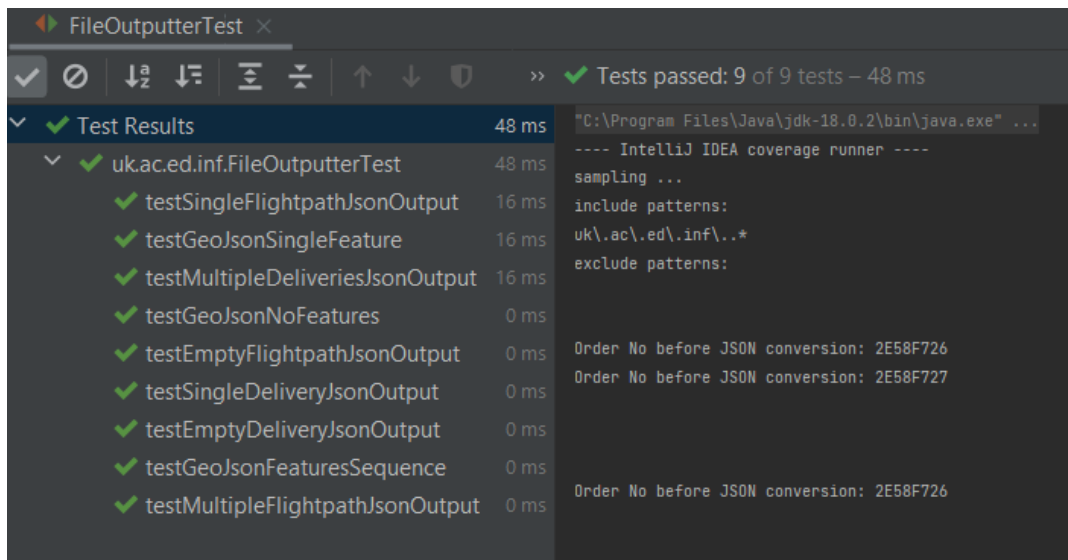 FileOutputterTest
Tests passed: 9 of 9 tests – 48 ms
Test Results 48 ms
uk.ac.ed.inf.FileOutputterTest 48 ms
testSingleFlightpathJsonOutput 16 ms
testGeoJsonSingleFeature 16 ms
testMultipleDeliveriesJsonOutput 16 ms
testGeoJsonNoFeatures 0 ms
testEmptyFlightpathJsonOutput 0 ms
testSingleDeliveryJsonOutput 0 ms
testEmptyDeliveryJsonOutput 0 ms
testGeoJsonFeaturesSequence 0 ms
testMultipleFlightpathJsonOutput 0 ms
"C:\Program Files\Java\jdk-18.0.2\bin\java.exe" ...
---- IntelliJ IDEA coverage runner ----
sampling ...
include patterns:
uk\.ac\.ed\.inf\..*
exclude patterns:
Order No before JSON conversion: 2E58F726
Order No before JSON conversion: 2E58F727
Order No before JSON conversion: 2E58F726